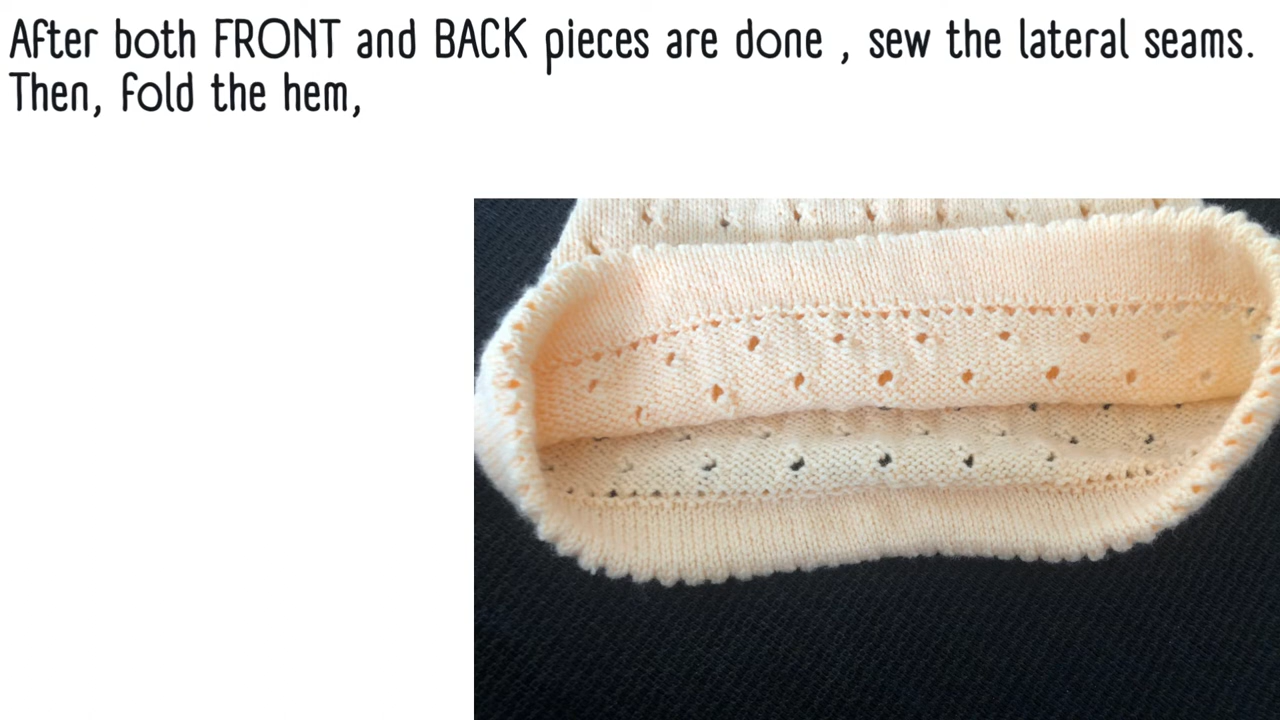 After both FRONT and BACK pieces are done , sew the lateral seams.
Then, fold the hem,